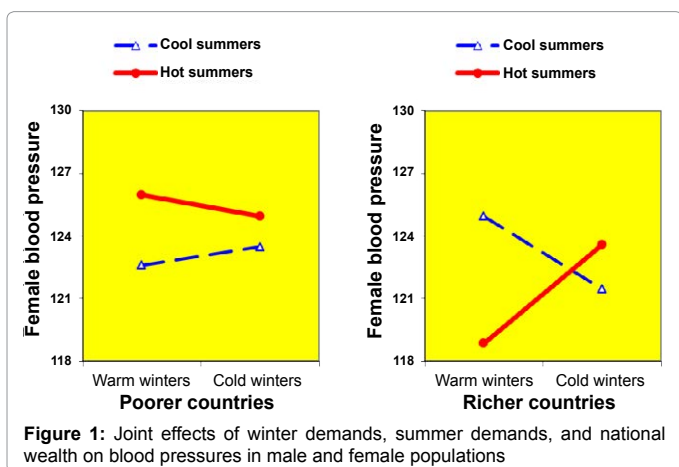 Cool summers
Hot summers
130
127
124
121
118
Female blood pressure
Warm winters Cold winters
Poorer countries
Cool summers
Hot summers
130
127
124
121
118
Female blood pressure
Warm winters Cold winters
Richer countries
Figure 1: Joint effects of winter demands, summer demands, and national
wealth on blood pressures in male and female populations